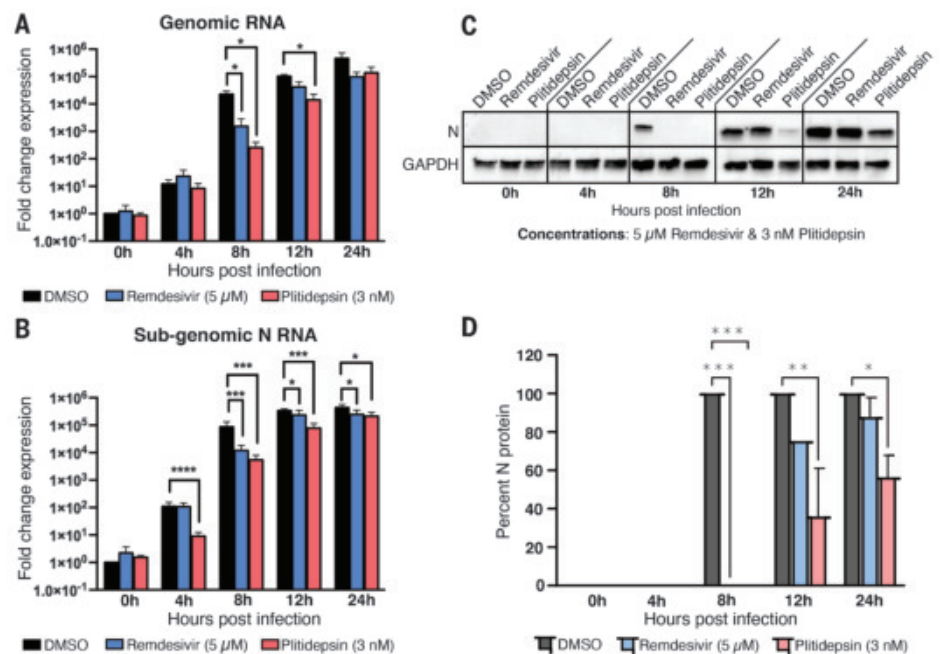 A
Genomic RNA
Fold change expression
1×10⁶
1×10⁵
1×10⁴
1×10³
1×10²
1×10¹
1×10⁰
1.0×10⁻¹
* * *
0h 4h 8h 12h 24h
Hours post infection
DMSO Remdesivir (5 µM) Plitidepsin (3 nM)
B
Sub-genomic N RNA
Fold change expression
1×10⁶
1×10⁵
1×10⁴
1×10³
1×10²
1×10¹
1×10⁰
1.0×10⁻¹
**** *** *** *** * * *
0h 4h 8h 12h 24h
Hours post infection
DMSO Remdesivir (5 µM) Plitidepsin (3 nM)
C
DMSO Remdesivir Plitidepsin DMSO Remdesivir Plitidepsin DMSO Remdesivir Plitidepsin DMSO Remdesivir Plitidepsin DMSO Remdesivir Plitidepsin
N
GAPDH
0h 4h 8h 12h 24h
Hours post infection
Concentrations: 5 µM Remdesivir & 3 nM Plitidepsin
D
Percent N protein
120
100
80
60
40
20
0
*** *** ** *
0h 4h 8h 12h 24h
Hours post infection
DMSO Remdesivir (5 µM) Plitidepsin (3 nM)